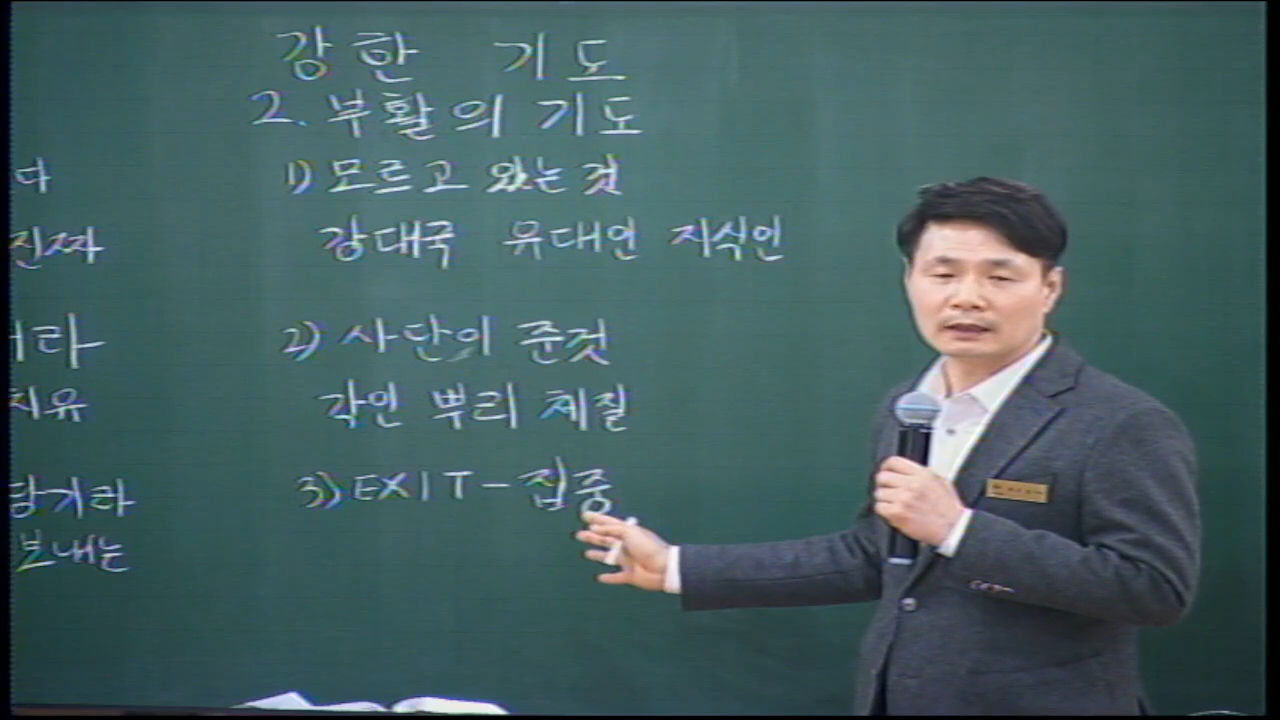 강한 기도
2. 부활의 기도
1) 모르고 있는것
강대국 유대인 지식인
2) 사단이 준것
각인 뿌리 체질
3) EXIT - 집중
다
진짜
라
치유
당기라
보내는